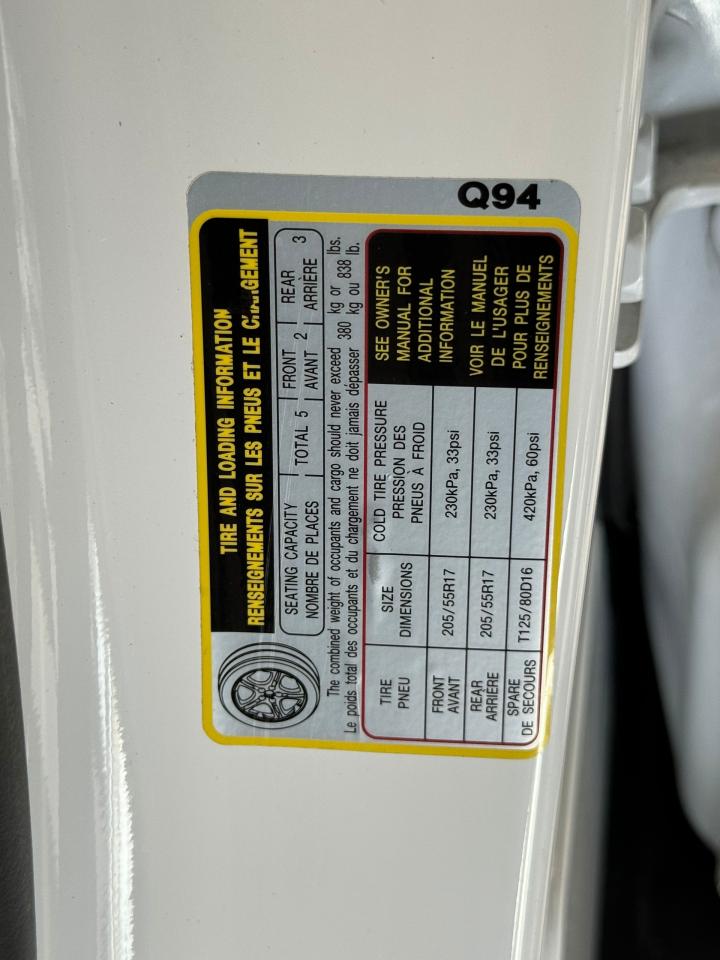 Q94
TIRE AND LOADING INFORMATION
RENSEIGNEMENTS SUR LES PNEUS ET LE CHARGEMENT
SEATING CAPACITY TOTAL 5 FRONT 2 REAR 3
NOMBRE DE PLACES AVANT ARRIÈRE
The combined weight of occupants and cargo should never exceed 380 kg or 838 lbs.
Le poids total des occupants et du chargement ne doit jamais dépasser 380 kg ou 838 lb.
TIRE SIZE COLD TIRE PRESSURE
PNEU DIMENSIONS PRESSION DES
PNEUS À FROID
FRONT 205/55R17 230kPa, 33psi
AVANT
REAR 205/55R17 230kPa, 33psi
ARRIÈRE
SPARE T125/80D16 420kPa, 60psi
DE SECOURS
SEE OWNER'S
MANUAL FOR
ADDITIONAL
INFORMATION
VOIR LE MANUEL
DE L'USAGER
POUR PLUS DE
RENSEIGNEMENTS